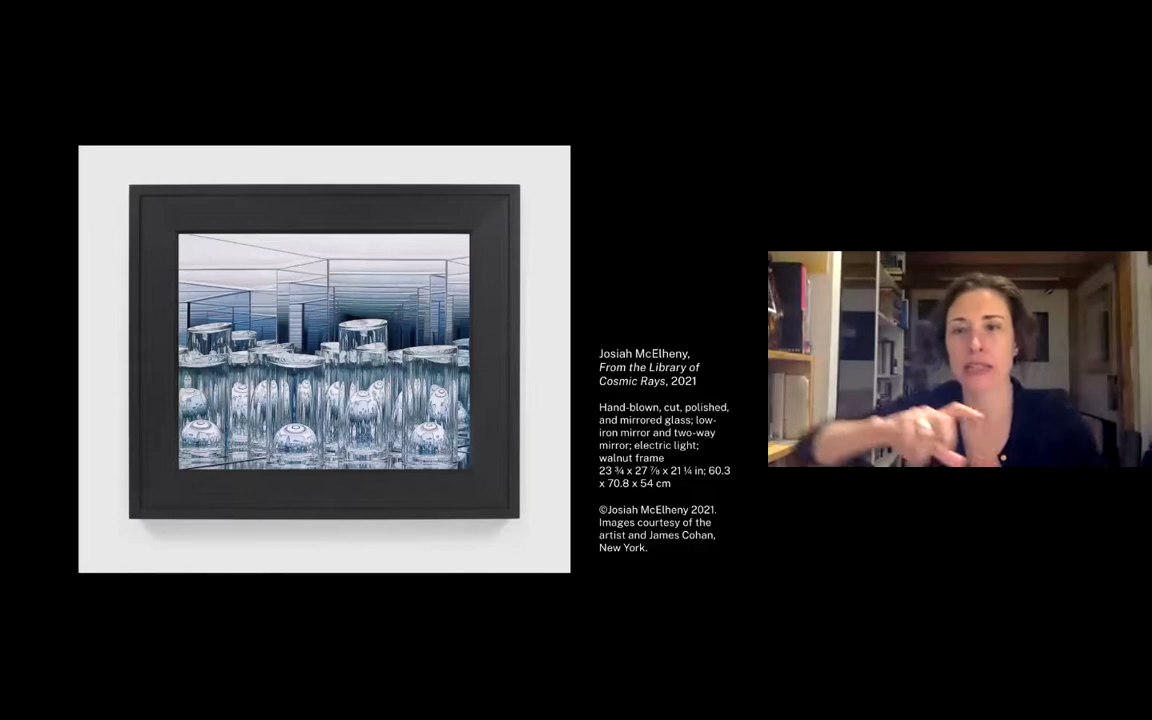 Josiah McElheny,
From the Library of
Cosmic Rays, 2021
Hand-blown, cut, polished,
and mirrored glass; low-
iron mirror and two-way
mirror; electric light;
walnut frame
23 ¾ x 27 ⅞ x 21 ¼ in; 60.3
x 70.8 x 54 cm
©Josiah McElheny 2021.
Images courtesy of the
artist and James Cohan,
New York.